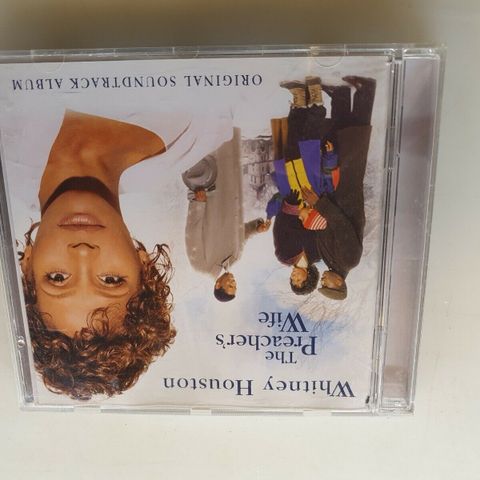 Whitney Houston
The
Preacher's
Wife
ORIGINAL SOUNDTRACK ALBUM